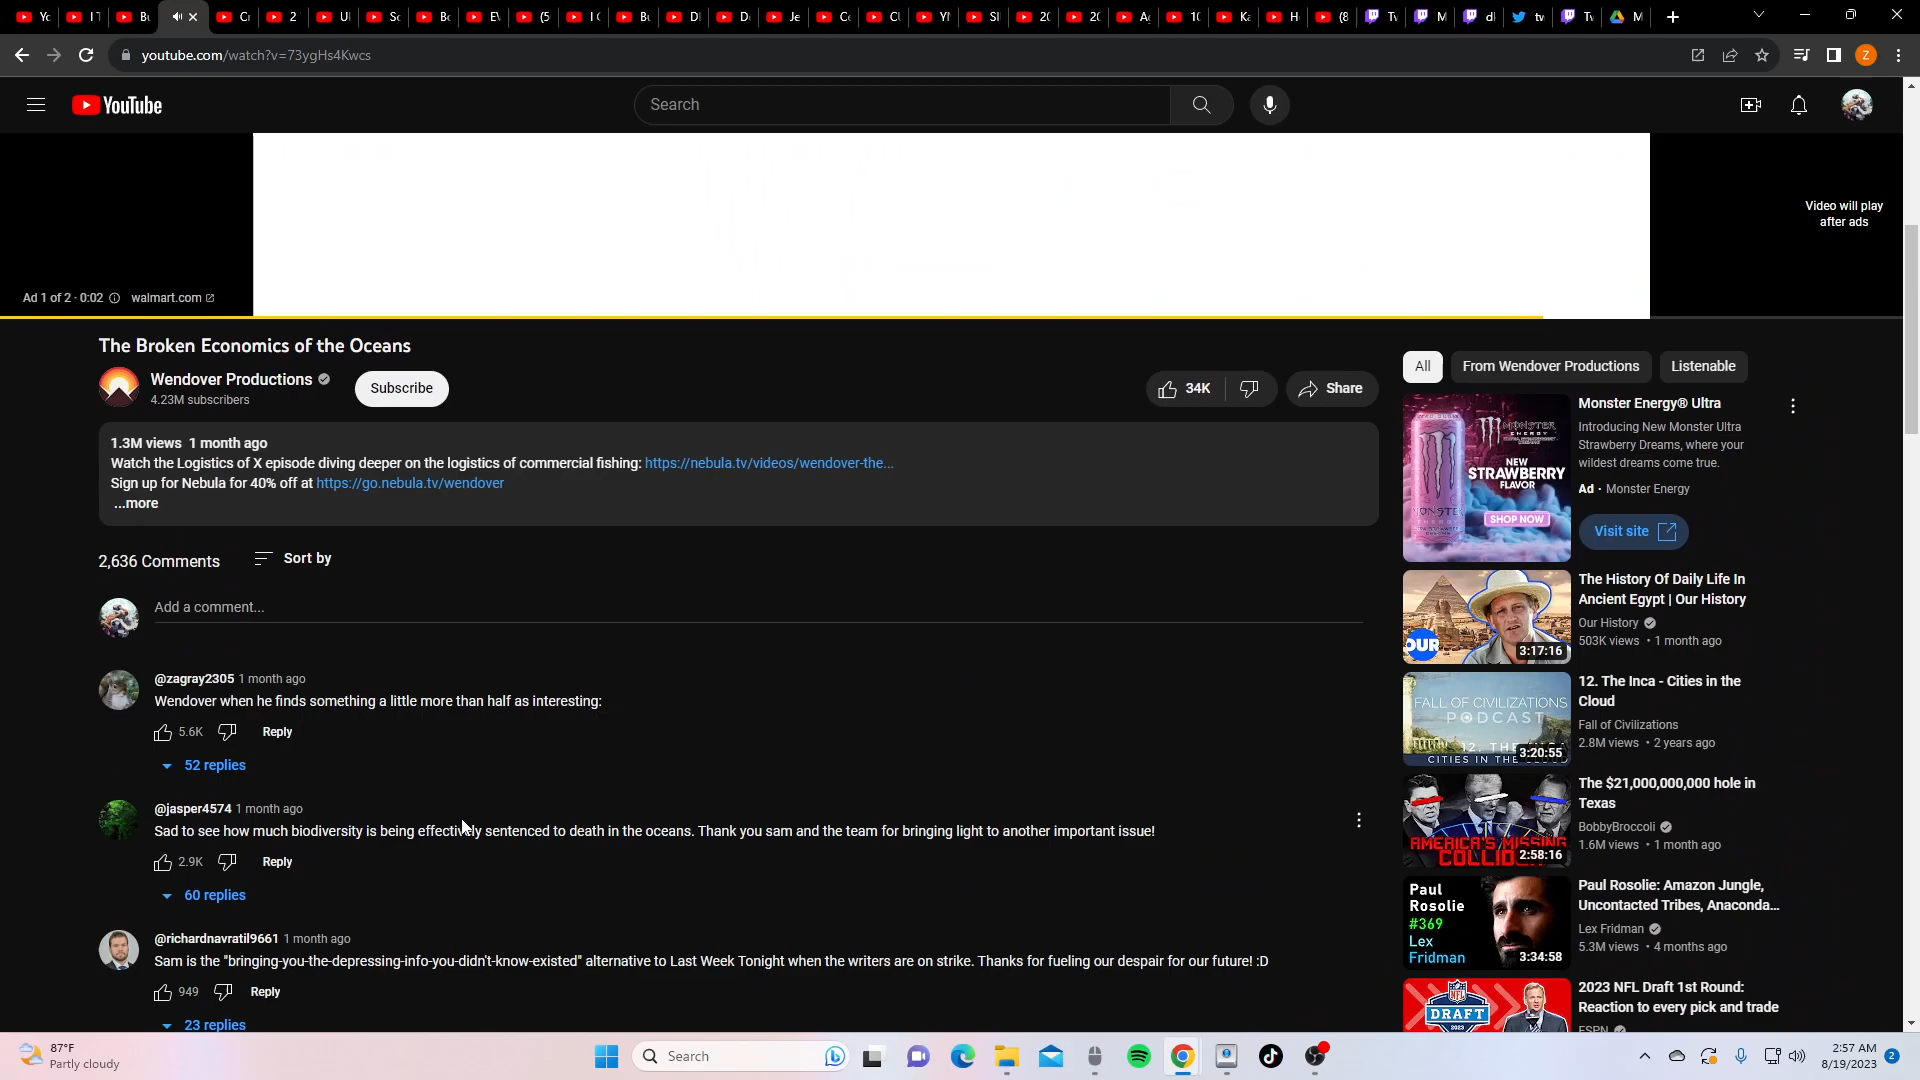 youtube.com/watch?v=73ygHs4Kwcs
Z
YouTube
Search
Video will play
after ads
Ad 1 of 2 · 0:02
walmart.com
The Broken Economics of the Oceans
Wendover Productions
4.23M subscribers
Subscribe
34K
Share
1.3M views 1 month ago
Watch the Logistics of X episode diving deeper on the logistics of commercial fishing: https://nebula.tv/videos/wendover-the...
Sign up for Nebula for 40% off at https://go.nebula.tv/wendover
...more
2,636 Comments
Sort by
Add a comment...
@zagray2305 1 month ago
Wendover when he finds something a little more than half as interesting:
5.6K
Reply
52 replies
@jasper4574 1 month ago
Sad to see how much biodiversity is being effectively sentenced to death in the oceans. Thank you sam and the team for bringing light to another important issue!
2.9K
Reply
60 replies
@richardnavratil9661 1 month ago
Sam is the "bringing-you-the-depressing-info-you-didn't-know-existed" alternative to Last Week Tonight when the writers are on strike. Thanks for fueling our despair for our future! :D
949
Reply
23 replies
All
From Wendover Productions
Listenable
MONSTER
ENERGY
NEW
STRAWBERRY
FLAVOR
SHOP NOW
Monster Energy® Ultra
Introducing New Monster Ultra
Strawberry Dreams, where your
wildest dreams come true.
Ad · Monster Energy
Visit site
OUR
3:17:16
The History Of Daily Life In
Ancient Egypt | Our History
Our History
503K views • 1 month ago
FALL OF CIVILIZATIONS
PODCAST
12. THE
CITIES IN THE
3:20:55
12. The Inca - Cities in the
Cloud
Fall of Civilizations
2.8M views • 2 years ago
AMERICA'S MISSING
COLLIDE
2:58:16
The $21,000,000,000 hole in
Texas
BobbyBroccoli
1.6M views • 1 month ago
Paul
Rosolie
#369
Lex
Fridman
3:34:58
Paul Rosolie: Amazon Jungle,
Uncontacted Tribes, Anaconda...
Lex Fridman
5.3M views • 4 months ago
NFL
DRAFT
2023
2023 NFL Draft 1st Round:
Reaction to every pick and trade
ESPN
87°F
Partly cloudy
Search
2:57 AM
8/19/2023
2